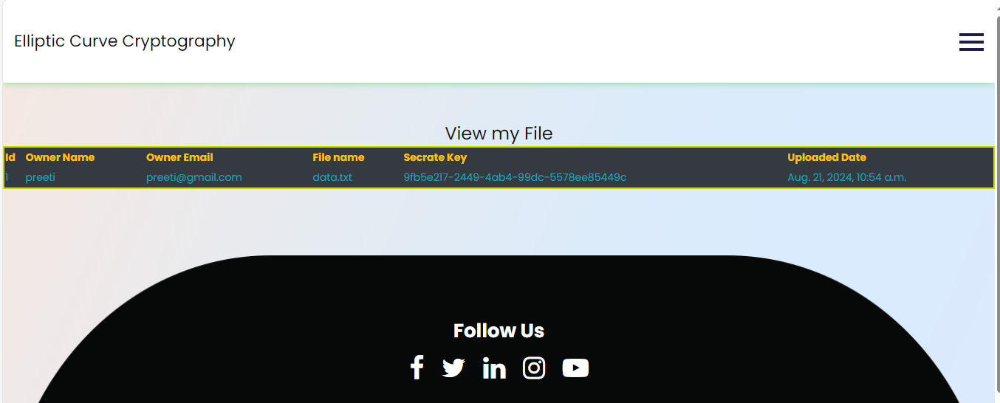 Elliptic Curve Cryptography
View my File
Id Owner Name Owner Email File name Secrate Key Uploaded Date
1 preeti preeti@gmail.com data.txt 9fb5e217-2449-4ab4-99dc-5578ee85449c Aug. 21, 2024, 10:54 a.m.
Follow Us